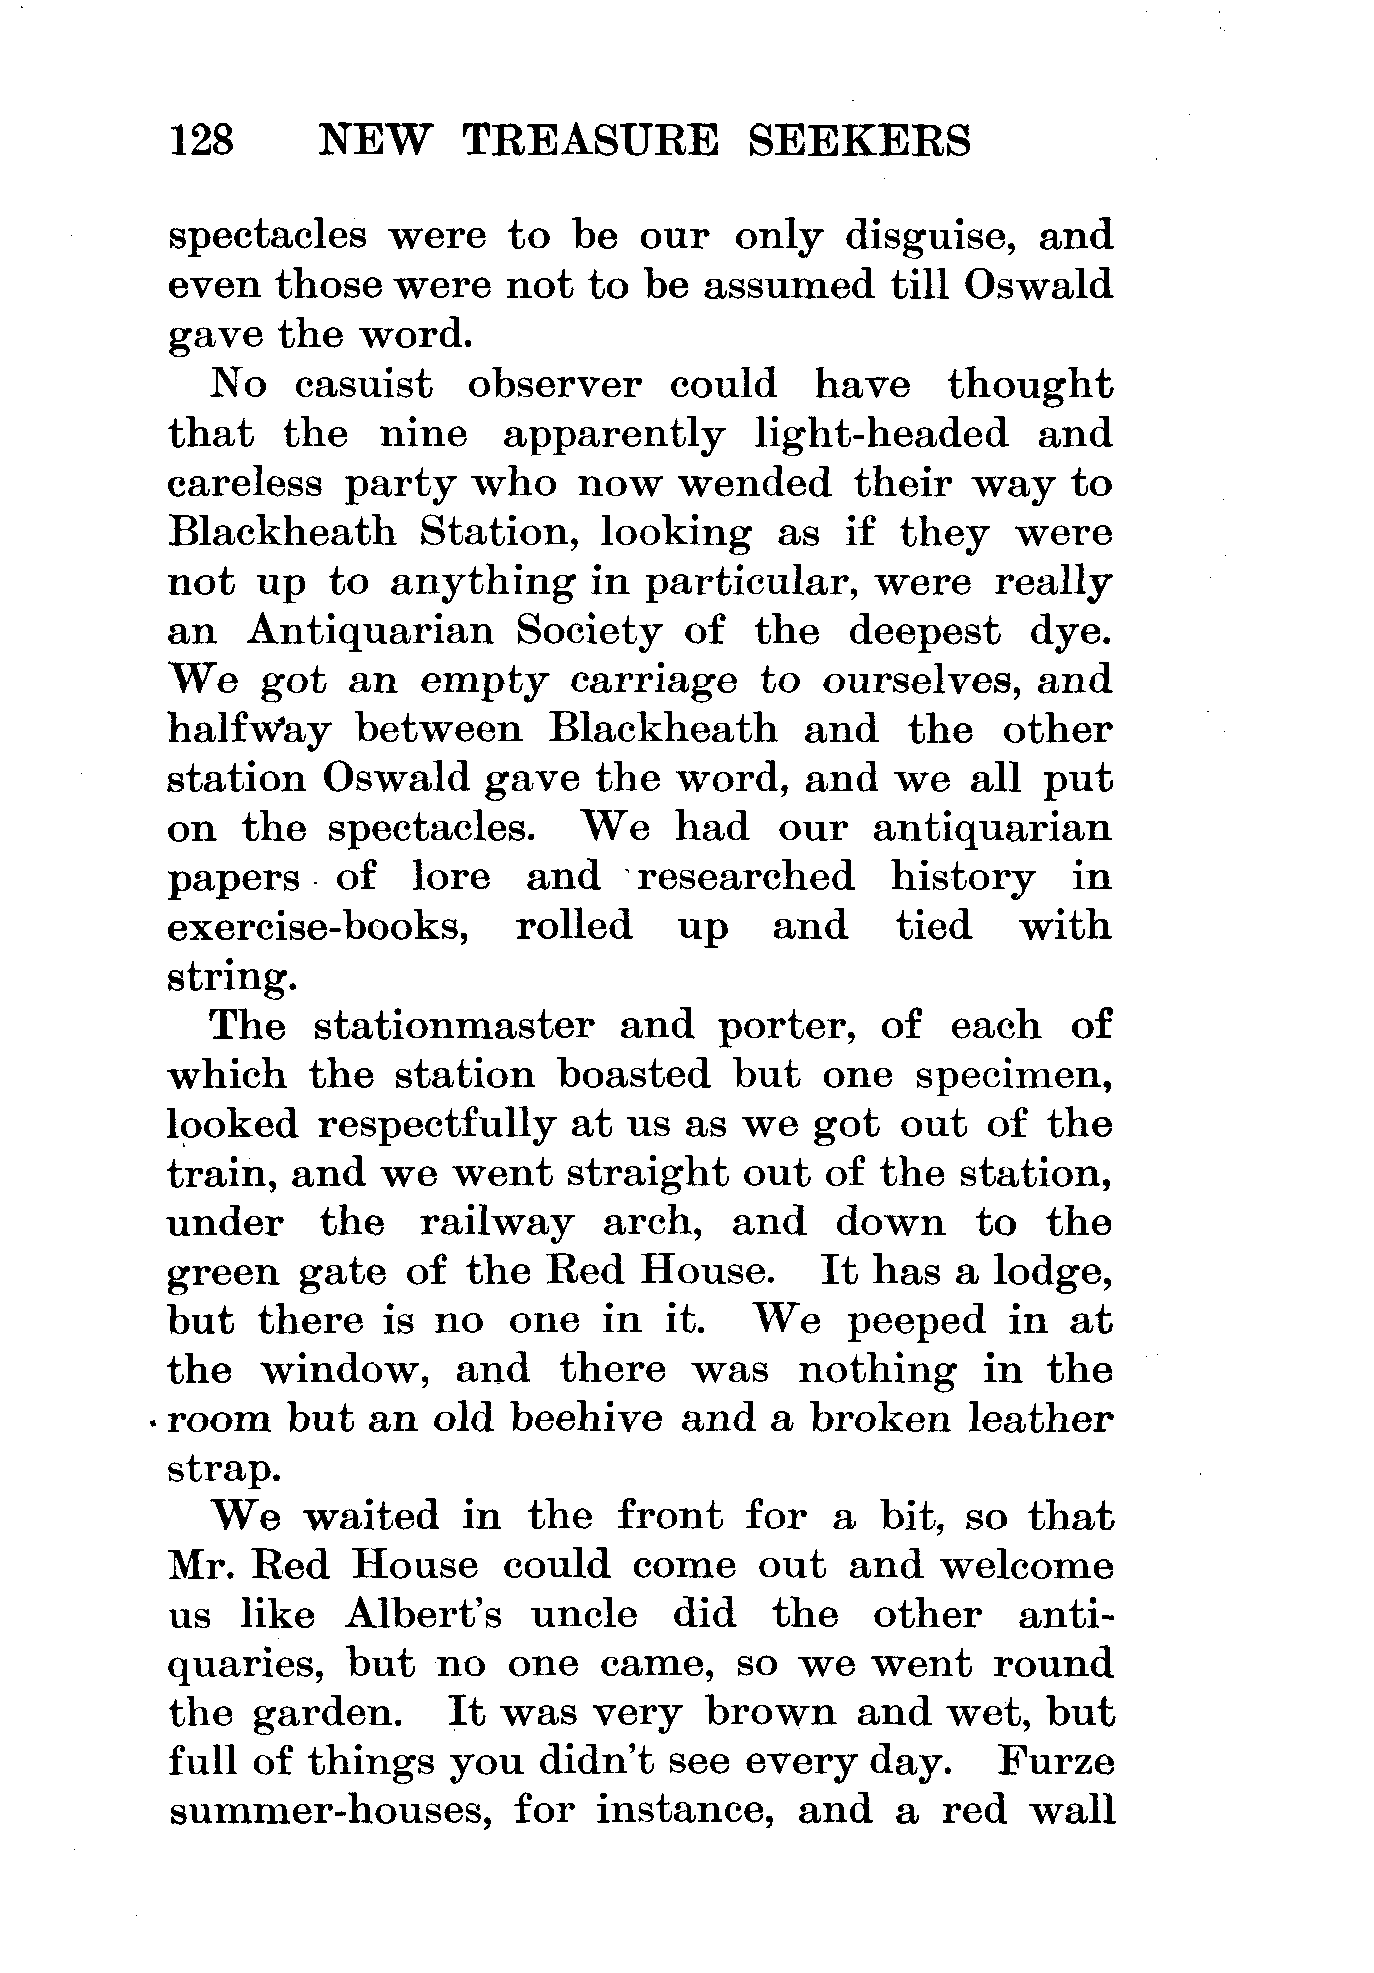 128 NEW TREASURE SEEKERS
spectacles were to be our only disguise, and
even those were not to be assumed till Oswald
gave the word.
No casuist observer could have thought
that the nine apparently light-headed and
careless party who now wended their way to
Blackheath Station, looking as if they were
not up to anything in particular, were really
an Antiquarian Society of the deepest dye.
We got an empty carriage to ourselves, and
halfway between Blackheath and the other
station Oswald gave the word, and we all put
on the spectacles. We had our antiquarian
papers of lore and researched history in
exercise-books, rolled up and tied with
string.
The stationmaster and porter, of each of
which the station boasted but one specimen,
looked respectfully at us as we got out of the
train, and we went straight out of the station,
under the railway arch, and down to the
green gate of the Red House. It has a lodge,
but there is no one in it. We peeped in at
the window, and there was nothing in the
room but an old beehive and a broken leather
strap.
We waited in the front for a bit, so that
Mr. Red House could come out and welcome
us like Albert's uncle did the other anti-
quaries, but no one came, so we went round
the garden. It was very brown and wet, but
full of things you didn't see every day. Furze
summer-houses, for instance, and a red wall